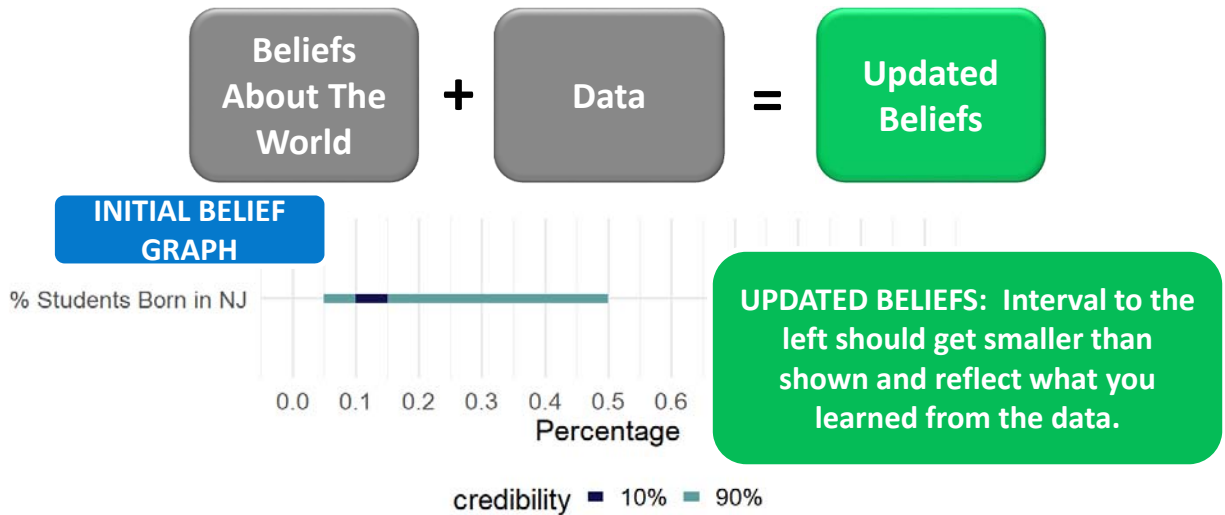 Beliefs
About The
World
+
Data
=
Updated
Beliefs
INITIAL BELIEF
GRAPH
% Students Born in NJ
UPDATED BELIEFS: Interval to the
left should get smaller than
shown and reflect what you
learned from the data.
0.0 0.1 0.2 0.3 0.4 0.5 0.6
Percentage
credibility 10% 90%